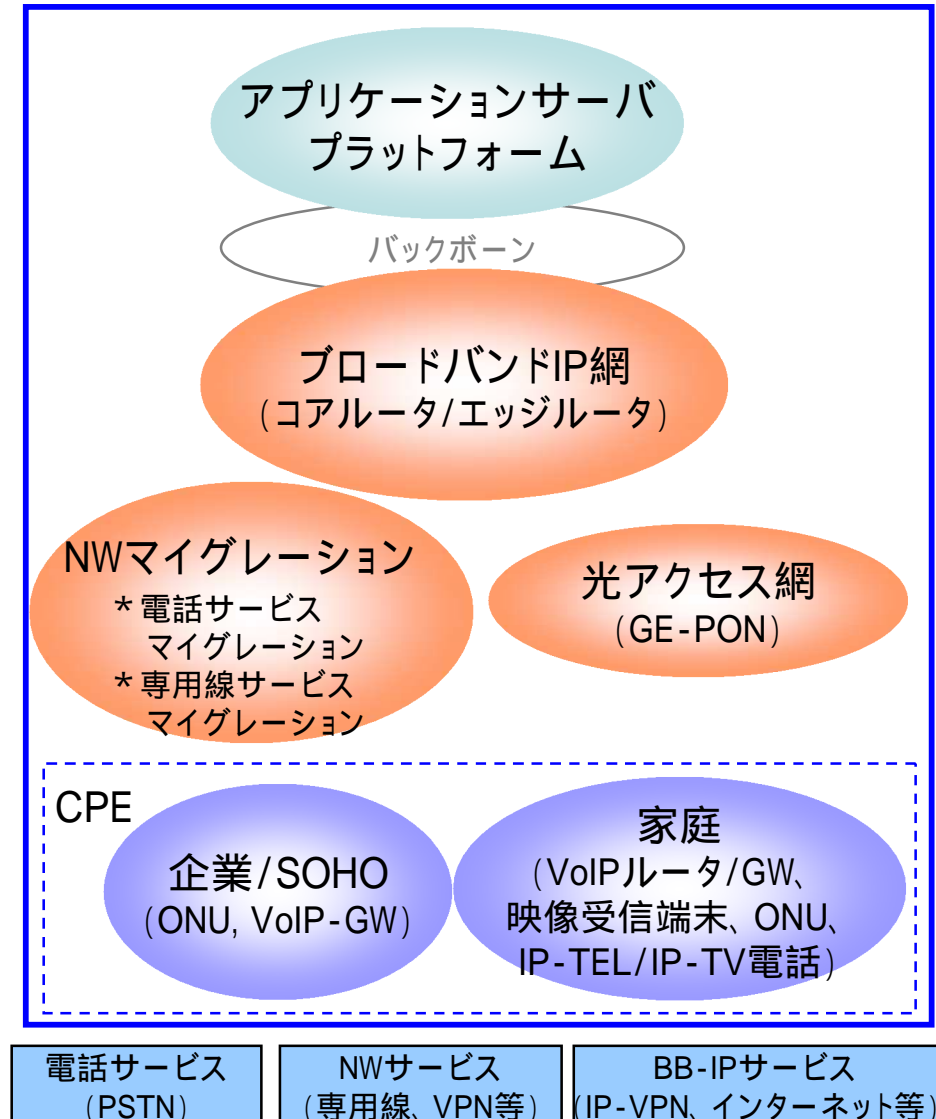 アプリケーションサーバ
プラットフォーム
バックボーン
ブロードバンドIP網
(コアルータ/エッジルータ)
NWマイグレーション
*電話サービス
マイグレーション
*専用線サービス
マイグレーション
光アクセス網
(GE-PON)
CPE
企業/SOHO
(ONU, VoIP-GW)
家庭
(VoIPルータ/GW、
映像受信端末、ONU、
IP-TEL/IP-TV電話)
電話サービス
(PSTN)
NWサービス
(専用線、VPN等)
BB-IPサービス
(IP-VPN、インターネット等)